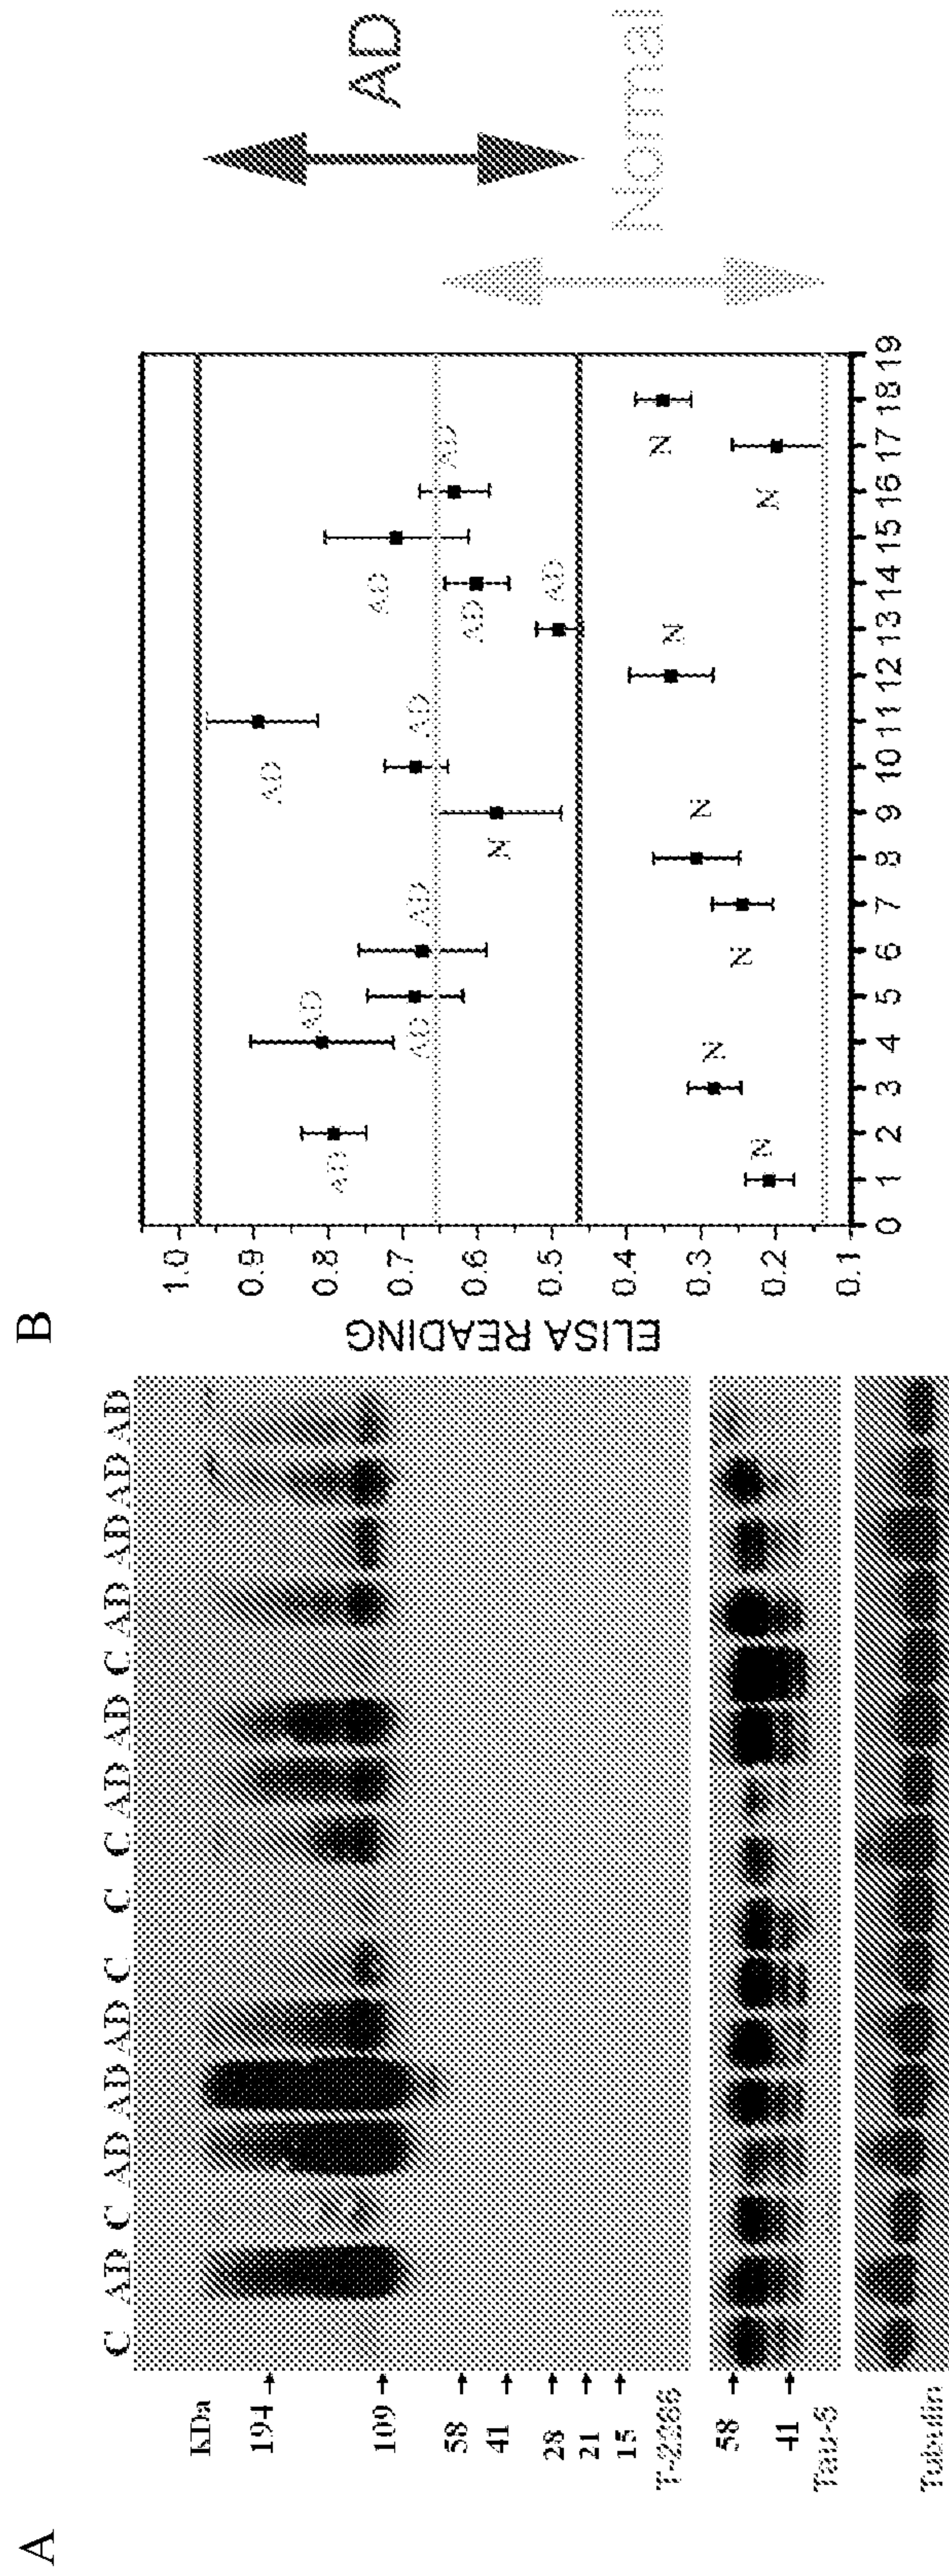 A
C AD C AD AD AD C C C AD AD C AD AD AD AD
KDa
194
109
58
41
28
21
15
T-2286
58
41
Tau-5
Tubulin
B
ELISA READING
1.0
0.9
0.8
0.7
0.6
0.5
0.4
0.3
0.2
0.1
0 1 2 3 4 5 6 7 8 9 10 11 12 13 14 15 16 17 18 19
N
AD
N
AD
AD
AD
N
N
N
AD
AD
N
AD
AD
AD
AD
N
N
AD
Normal